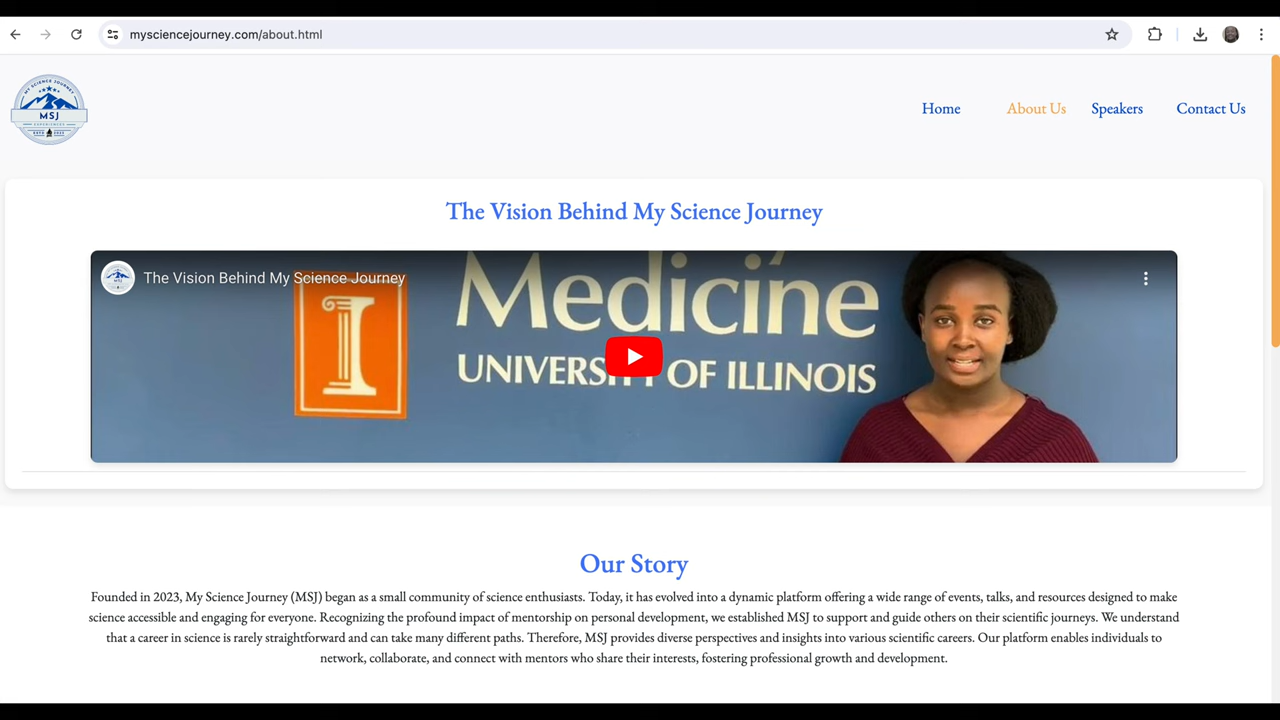 mysciencejourney.com/about.html
MY SCIENCE JOURNEY
MSJ
EXPERIENCES
Home
About Us
Speakers
Contact Us
The Vision Behind My Science Journey
MSJ
The Vision Behind My Science Journey
Medicine
UNIVERSITY OF ILLINOIS
Our Story
Founded in 2023, My Science Journey (MSJ) began as a small community of science enthusiasts. Today, it has evolved into a dynamic platform offering a wide range of events, talks, and resources designed to make
science accessible and engaging for everyone. Recognizing the profound impact of mentorship on personal development, we established MSJ to support and guide others on their scientific journeys. We understand
that a career in science is rarely straightforward and can take many different paths. Therefore, MSJ provides diverse perspectives and insights into various scientific careers. Our platform enables individuals to
network, collaborate, and connect with mentors who share their interests, fostering professional growth and development.